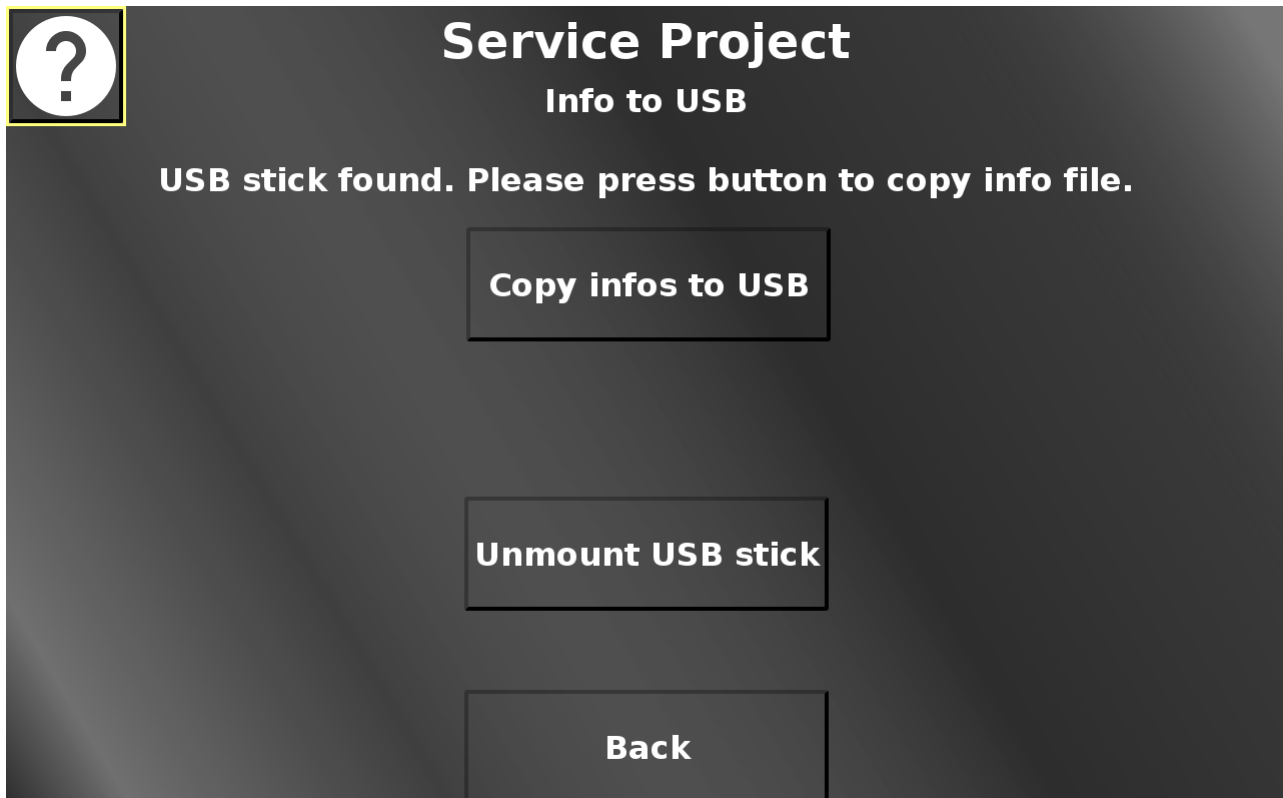 ?
Service Project
Info to USB
USB stick found. Please press button to copy info file.
Copy infos to USB
Unmount USB stick
Back